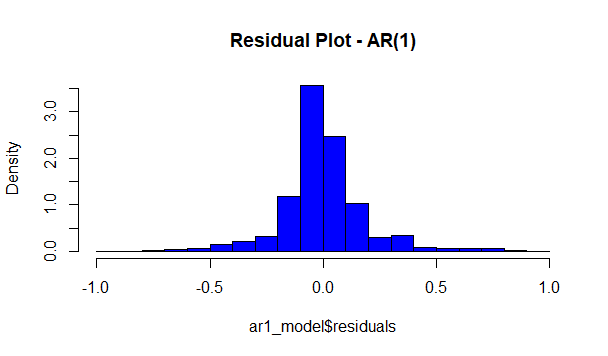 Residual Plot - AR(1)
Density
3.0
2.0
1.0
0.0
-1.0 -0.5 0.0 0.5 1.0
ar1_model$residuals